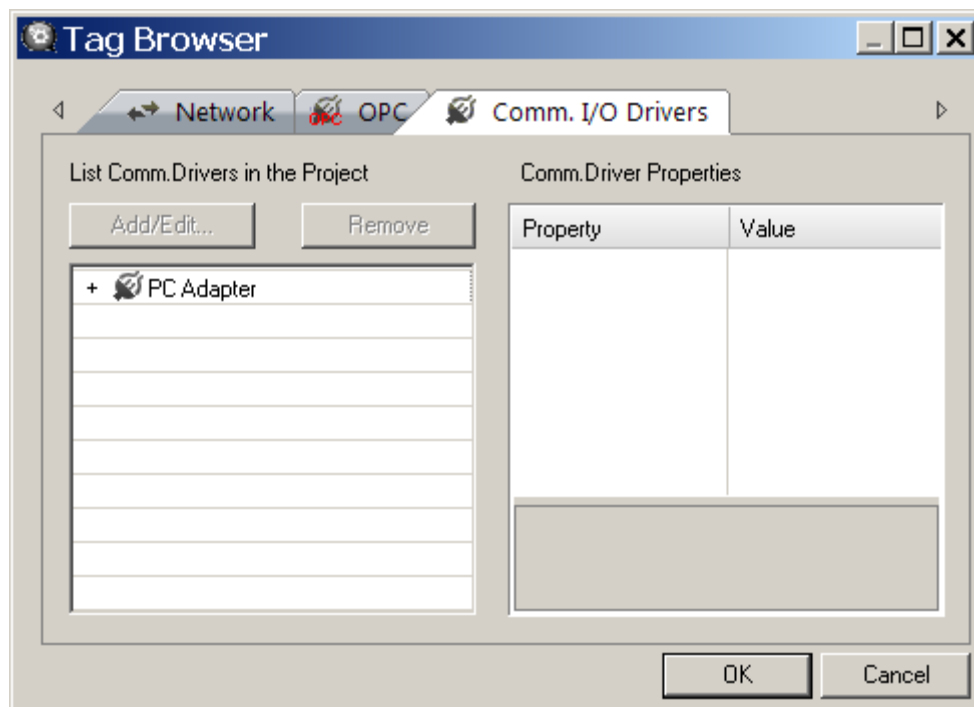 Tag Browser
Network OPC Comm. I/O Drivers
List Comm.Drivers in the Project
Comm.Driver Properties
Add/Edit... Remove
Property Value
+ PC Adapter
OK Cancel